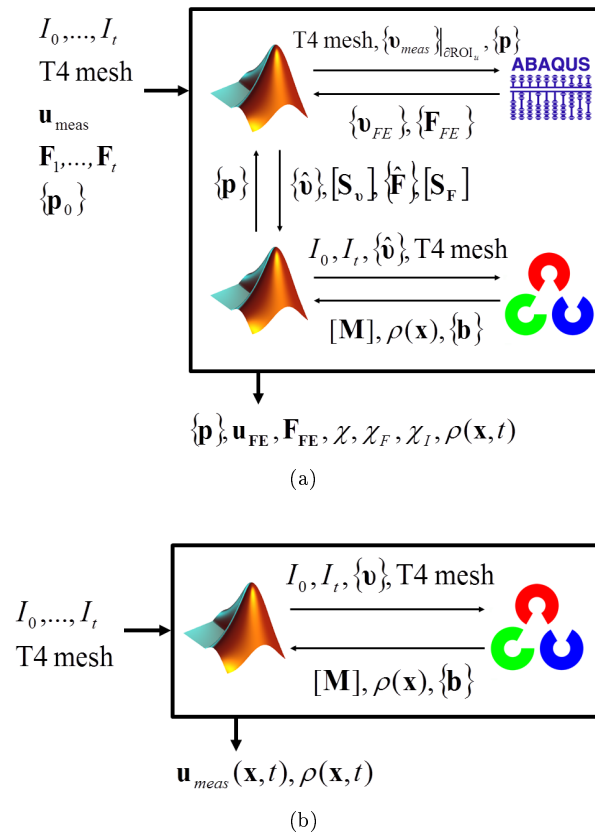 I_0,...,I_t
T4 mesh
u_meas
F_1,...,F_t
{p_0}
T4 mesh,{υ_meas}|_∂ROI_u,{p}
ABAQUS
{υ_FE},{F_FE}
{p}
{υ̂},[S_υ],{F̂},[S_F]
I_0,I_t,{υ̂},T4 mesh
[M],ρ(x),{b}
{p},u_FE,F_FE,χ,χ_F,χ_I,ρ(x,t)
(a)
I_0,...,I_t
T4 mesh
I_0,I_t,{υ},T4 mesh
[M],ρ(x),{b}
u_meas(x,t),ρ(x,t)
(b)